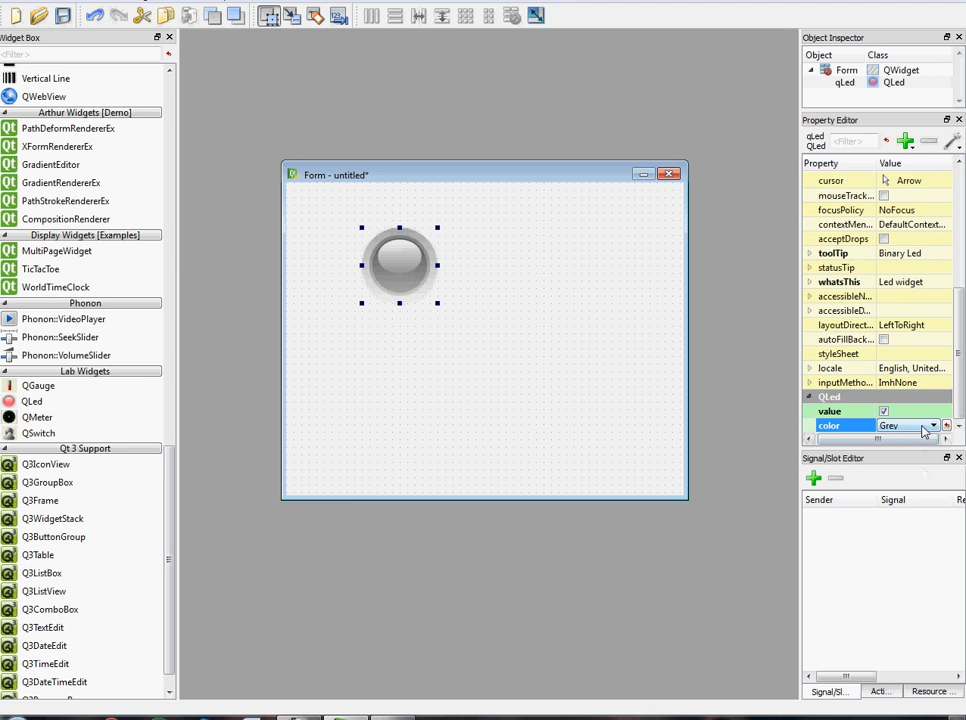 Widget Box
<Filter>
Vertical Line
QWebView
Arthur Widgets [Demo]
PathDeformRendererEx
XFormRendererEx
GradientEditor
GradientRendererEx
PathStrokeRendererEx
CompositionRenderer
Display Widgets [Examples]
MultiPageWidget
TicTacToe
WorldTimeClock
Phonon
Phonon::VideoPlayer
Phonon::SeekSlider
Phonon::VolumeSlider
Lab Widgets
QGauge
QLed
QMeter
QSwitch
Qt 3 Support
Q3IconView
Q3GroupBox
Q3Frame
Q3WidgetStack
Q3ButtonGroup
Q3Table
Q3ListBox
Q3ListView
Q3ComboBox
Q3TextEdit
Q3DateEdit
Q3TimeEdit
Q3DateTimeEdit
Form - untitled*
Object Inspector
Object Class
Form QWidget
qLed QLed
Property Editor
qLed
QLed
<Filter>
Property Value
cursor Arrow
mouseTrack...
focusPolicy NoFocus
contextMen... DefaultContext...
acceptDrops
toolTip Binary Led
statusTip
whatsThis Led widget
accessibleN...
accessibleD...
layoutDirect... LeftToRight
autoFillBack...
styleSheet
locale English, United...
inputMetho... ImhNone
QLed
value
color Grey
Signal/Slot Editor
Sender Signal Re
Signal/Sl... Acti... Resource ...